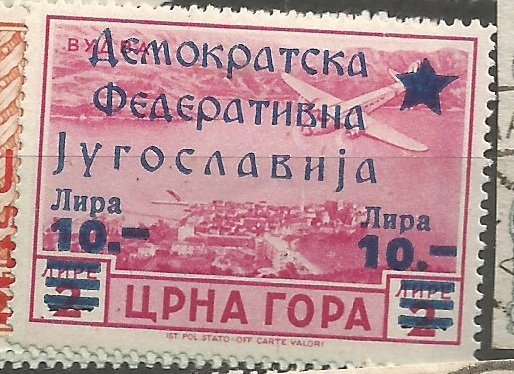 БУДВА
Демократска
Федеративна
Југославија
Лира Лира
10.- 10.-
ЛИРЕ ЛИРЕ
2 ЦРНА ГОРА 2
IST. POL. STATO - OFF. CARTE VALORI